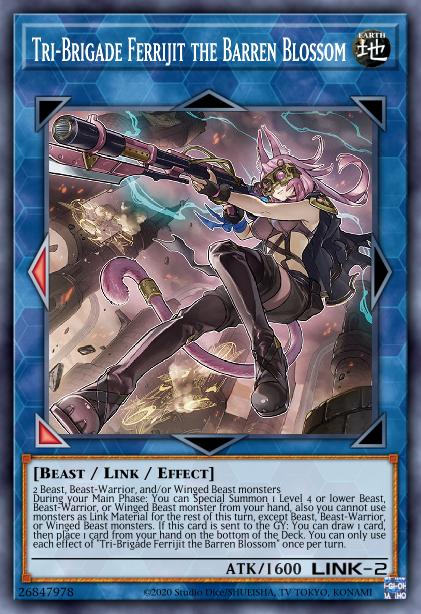 TRI-BRIGADE FERRIJIT THE BARREN BLOSSOM
EARTH
地
[BEAST / LINK / EFFECT]
2 Beast, Beast-Warrior, and/or Winged Beast monsters
During your Main Phase: You can Special Summon 1 Level 4 or lower Beast,
Beast-Warrior, or Winged Beast monster from your hand, also you cannot use
monsters as Link Material for the rest of this turn, except Beast, Beast-Warrior,
or Winged Beast monsters. If this card is sent to the GY: You can draw 1 card,
then place 1 card from your hand on the bottom of the Deck. You can only use
each effect of "Tri-Brigade Ferrijit the Barren Blossom" once per turn.
ATK/1600 LINK-2
26847978 ©2020 Studio Dice/SHUEISHA, TV TOKYO, KONAMI